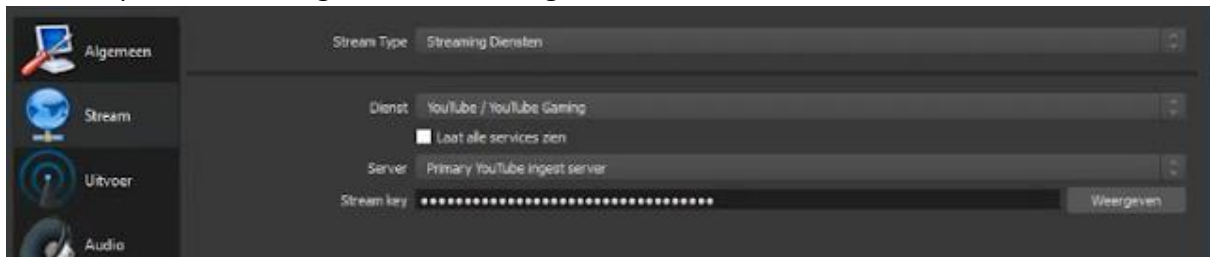 Algemeen
Stream
Uitvoer
Audio
Stream Type Streaming Diensten
Dienst YouTube / YouTube Gaming
Laat alle services zien
Server Primary YouTube ingest server
Stream key ••••••••••••••••••••••••••••••••••
Weergeven